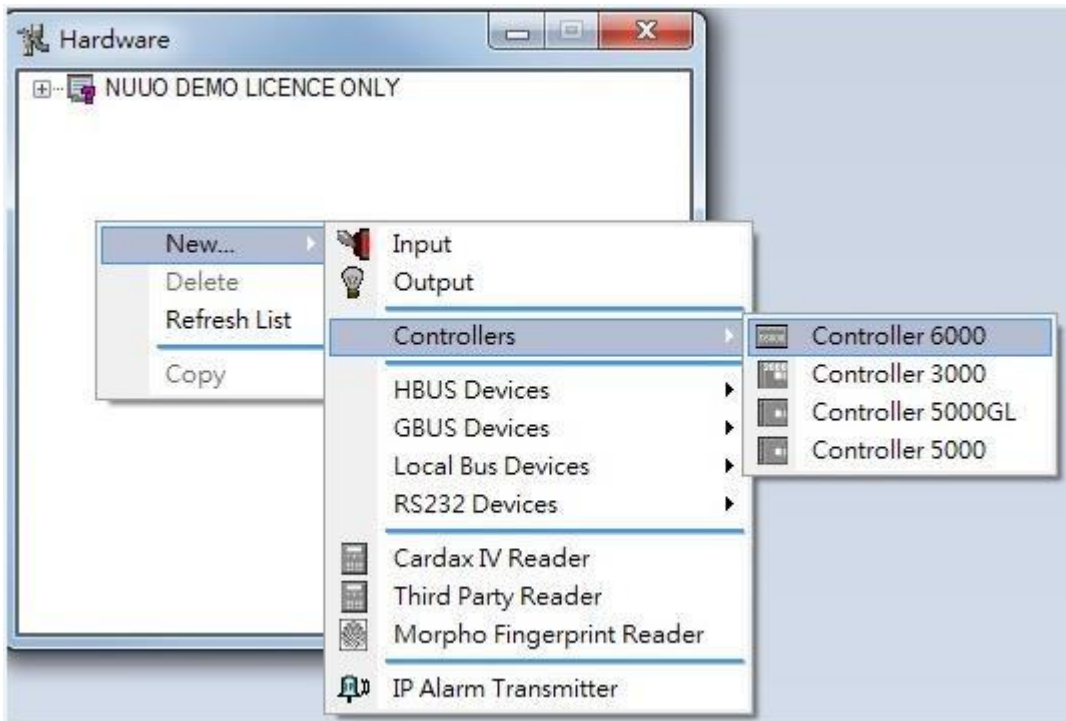 Hardware
NUUO DEMO LICENCE ONLY
New...
Delete
Refresh List
Copy
Input
Output
Controllers
HBUS Devices
GBUS Devices
Local Bus Devices
RS232 Devices
Cardax IV Reader
Third Party Reader
Morpho Fingerprint Reader
IP Alarm Transmitter
Controller 6000
Controller 3000
Controller 5000GL
Controller 5000